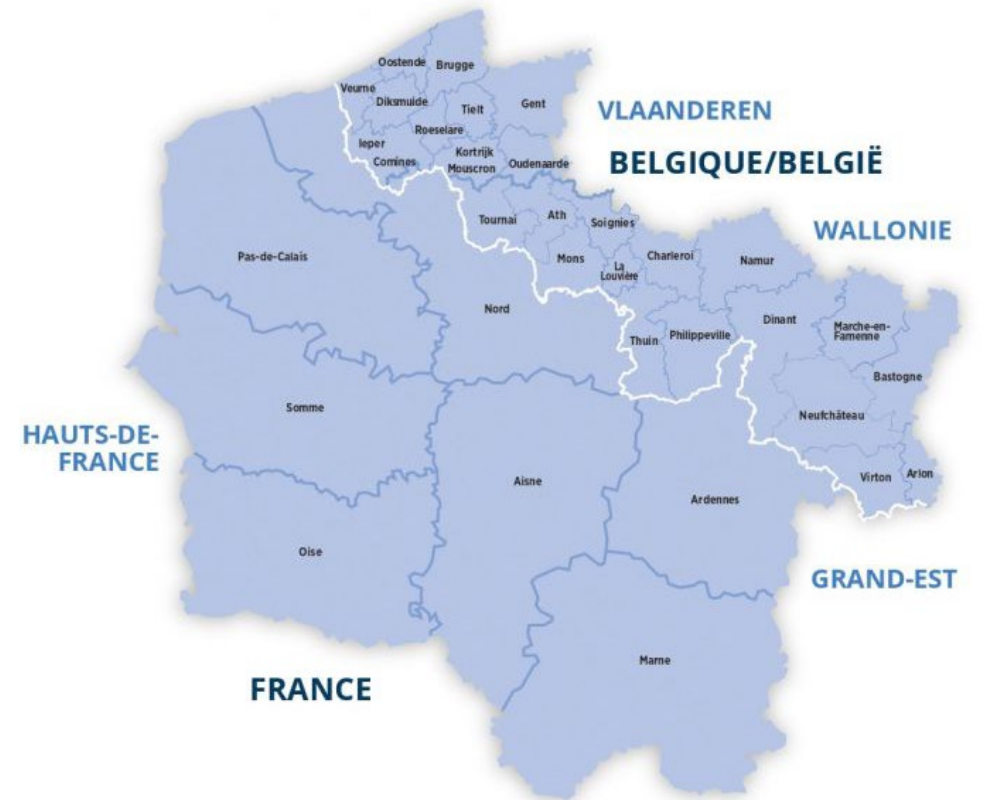 Oostende
Brugge
Veurne
Diksmuide
Tielt
Gent
VLAANDEREN
Roeselare
Ieper
Kortrijk
Comines
Mouscron
Oudenaarde
BELGIQUE/BELGIË
Tournai
Ath
Soignies
WALLONIE
Pas-de-Calais
Mons
La
Louvière
Charleroi
Namur
Nord
Thuin
Philippeville
Dinant
Marche-en-
Famenne
Bastogne
Somme
Neufchâteau
HAUTS-DE-
FRANCE
Aisne
Ardennes
Virton
Arlon
Oise
GRAND-EST
Marne
FRANCE